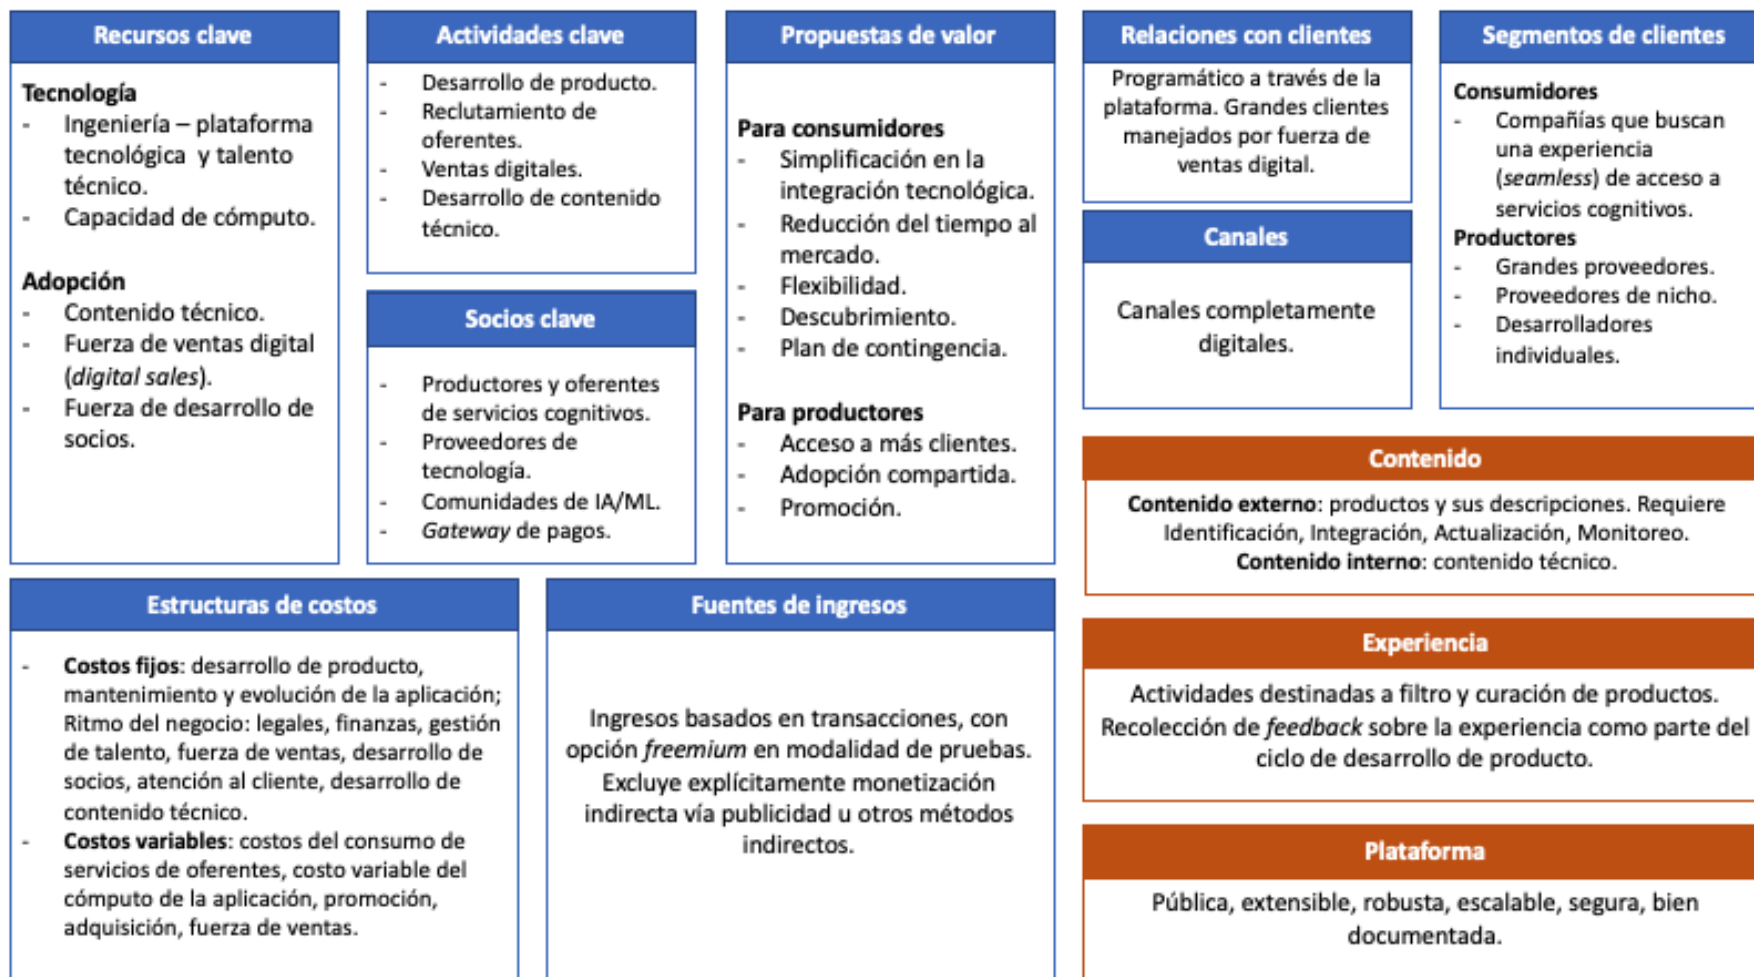 Recursos clave
Tecnología
- Ingeniería – plataforma
tecnológica y talento
técnico.
- Capacidad de cómputo.
Adopción
- Contenido técnico.
- Fuerza de ventas digital
(digital sales).
- Fuerza de desarrollo de
socios.
Actividades clave
- Desarrollo de producto.
- Reclutamiento de
oferentes.
- Ventas digitales.
- Desarrollo de contenido
técnico.
Socios clave
- Productores y oferentes
de servicios cognitivos.
- Proveedores de
tecnología.
- Comunidades de IA/ML.
- Gateway de pagos.
Propuestas de valor
Para consumidores
- Simplificación en la
integración tecnológica.
- Reducción del tiempo al
mercado.
- Flexibilidad.
- Descubrimiento.
- Plan de contingencia.
Para productores
- Acceso a más clientes.
- Adopción compartida.
- Promoción.
Relaciones con clientes
Programático a través de la
plataforma. Grandes clientes
manejados por fuerza de
ventas digital.
Canales
Canales completamente
digitales.
Segmentos de clientes
Consumidores
- Compañías que buscan
una experiencia
(seamless) de acceso a
servicios cognitivos.
Productores
- Grandes proveedores.
- Proveedores de nicho.
- Desarrolladores
individuales.
Estructuras de costos
- Costos fijos: desarrollo de producto,
mantenimiento y evolución de la aplicación;
Ritmo del negocio: legales, finanzas, gestión
de talento, fuerza de ventas, desarrollo de
socios, atención al cliente, desarrollo de
contenido técnico.
- Costos variables: costos del consumo de
servicios de oferentes, costo variable del
cómputo de la aplicación, promoción,
adquisición, fuerza de ventas.
Fuentes de ingresos
Ingresos basados en transacciones, con
opción freemium en modalidad de pruebas.
Excluye explícitamente monetización
indirecta vía publicidad u otros métodos
indirectos.
Contenido
Contenido externo: productos y sus descripciones. Requiere
Identificación, Integración, Actualización, Monitoreo.
Contenido interno: contenido técnico.
Experiencia
Actividades destinadas a filtro y curación de productos.
Recolección de feedback sobre la experiencia como parte del
ciclo de desarrollo de producto.
Plataforma
Pública, extensible, robusta, escalable, segura, bien
documentada.